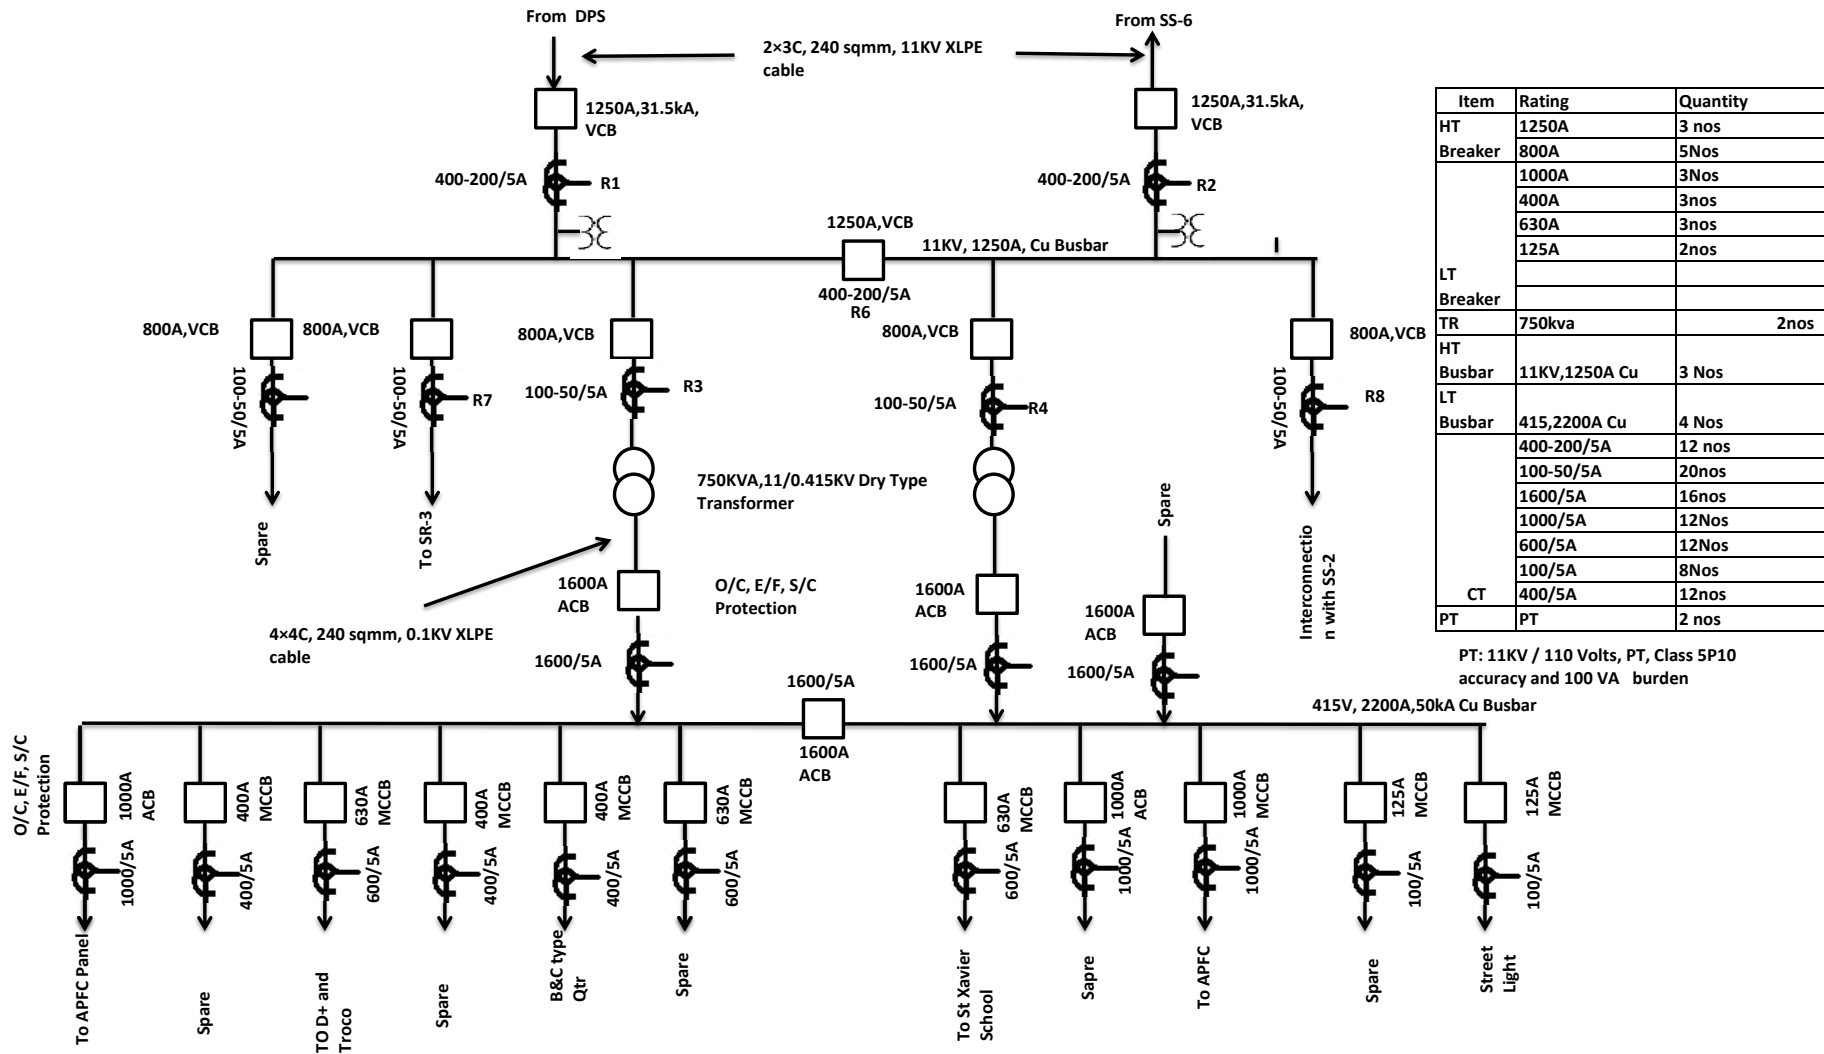 From  DPS
From SS-6
2×3C, 240 sqmm, 11KV XLPE
cable
1250A,31.5kA,
VCB
1250A,31.5kA,
VCB
400-200/5A
R1
400-200/5A
R2
1250A,VCB
11KV, 1250A, Cu Busbar
400-200/5A
R6
800A,VCB
800A,VCB
800A,VCB
800A,VCB
800A,VCB
100-50/5A
100-50/5A
R7
100-50/5A
R3
100-50/5A
R4
100-50/5A
R8
750KVA,11/0.415KV Dry Type
Transformer
Spare
To SR-3
Spare
Interconnectio
n with SS-2
1600A
ACB
O/C, E/F, S/C
Protection
1600A
ACB
1600A
ACB
4×4C, 240 sqmm, 0.1KV XLPE
cable
1600/5A
1600/5A
1600/5A
1600/5A
1600A
ACB
415V, 2200A,50kA Cu Busbar
O/C, E/F, S/C
Protection
1000A
ACB
400A
MCCB
630A
MCCB
400A
MCCB
400A
MCCB
630A
MCCB
630A
MCCB
1000A
ACB
1000A
MCCB
125A
MCCB
125A
MCCB
1000/5A
400/5A
600/5A
400/5A
400/5A
600/5A
600/5A
1000/5A
1000/5A
100/5A
100/5A
To APFC Panel
Spare
TO D+ and
Troco
Spare
B&C type
Qtr
Spare
To St Xavier
School
Sapre
To APFC
Spare
Street
Light
Item Rating Quantity
HT 1250A 3 nos
Breaker 800A 5Nos
1000A 3Nos
400A 3nos
630A 3nos
125A 2nos
LT
Breaker
TR 750kva 2nos
HT
Busbar 11KV,1250A Cu 3 Nos
LT
Busbar 415,2200A Cu 4 Nos
400-200/5A 12 nos
100-50/5A 20nos
1600/5A 16nos
1000/5A 12Nos
600/5A 12Nos
100/5A 8Nos
CT 400/5A 12nos
PT PT 2 nos
PT: 11KV / 110 Volts, PT, Class 5P10
accuracy and 100 VA   burden